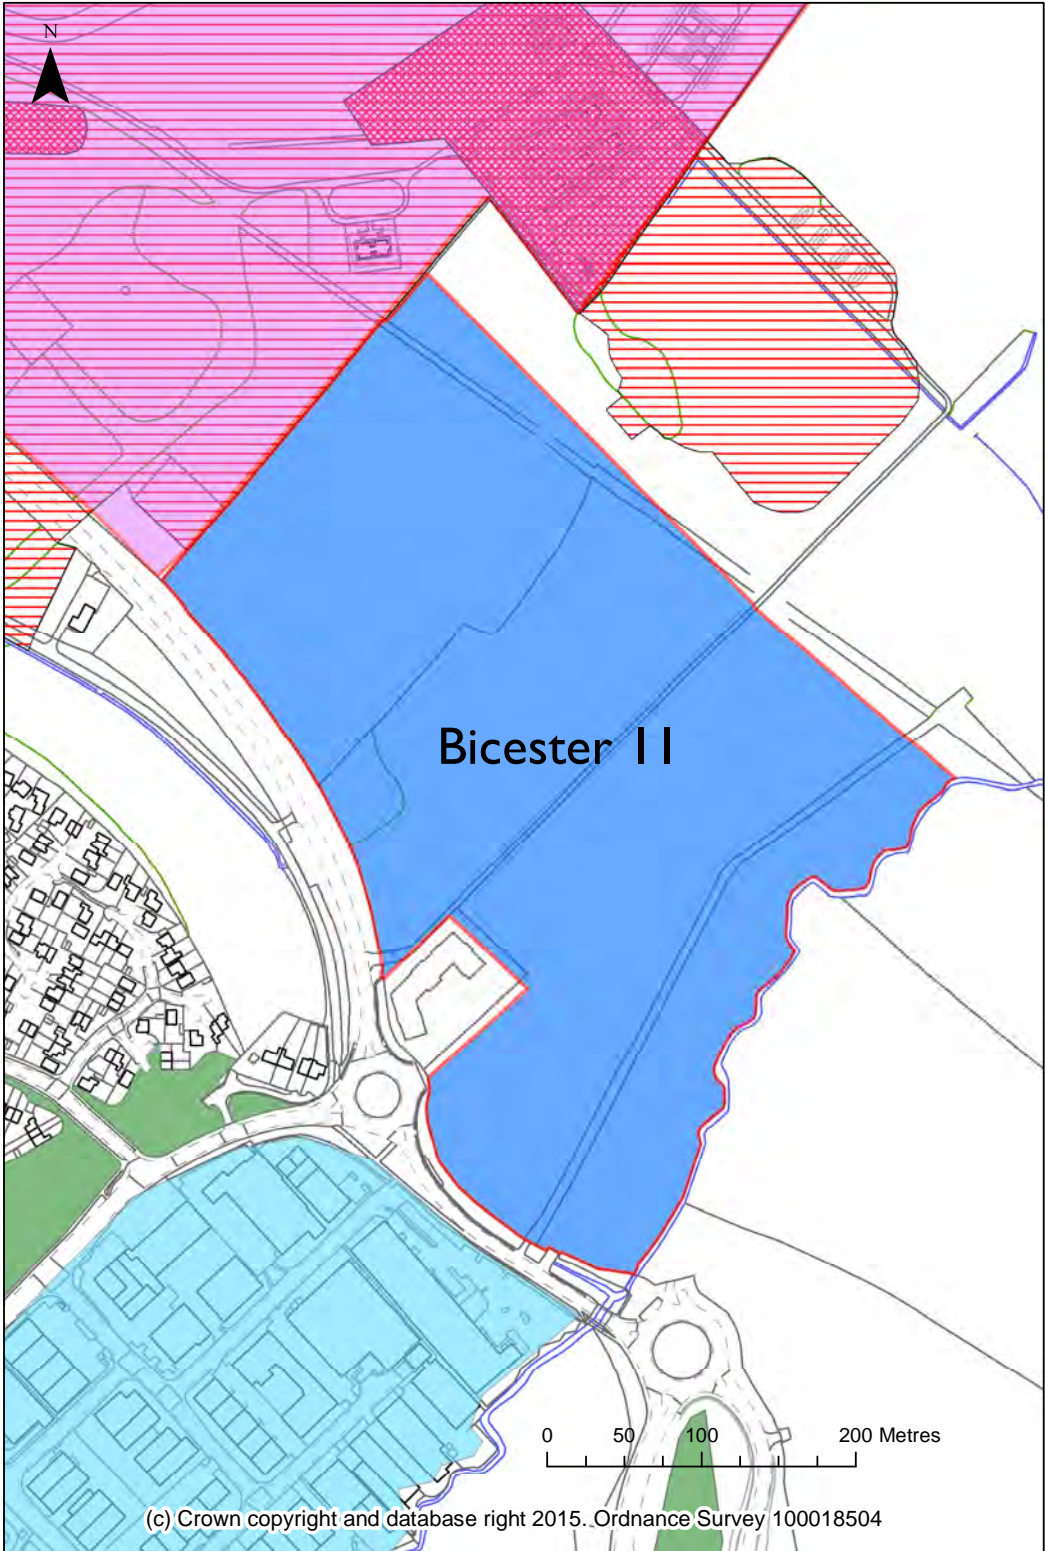 N
Bicester 11
0 50 100 200 Metres
(c) Crown copyright and database right 2015. Ordnance Survey 100018504